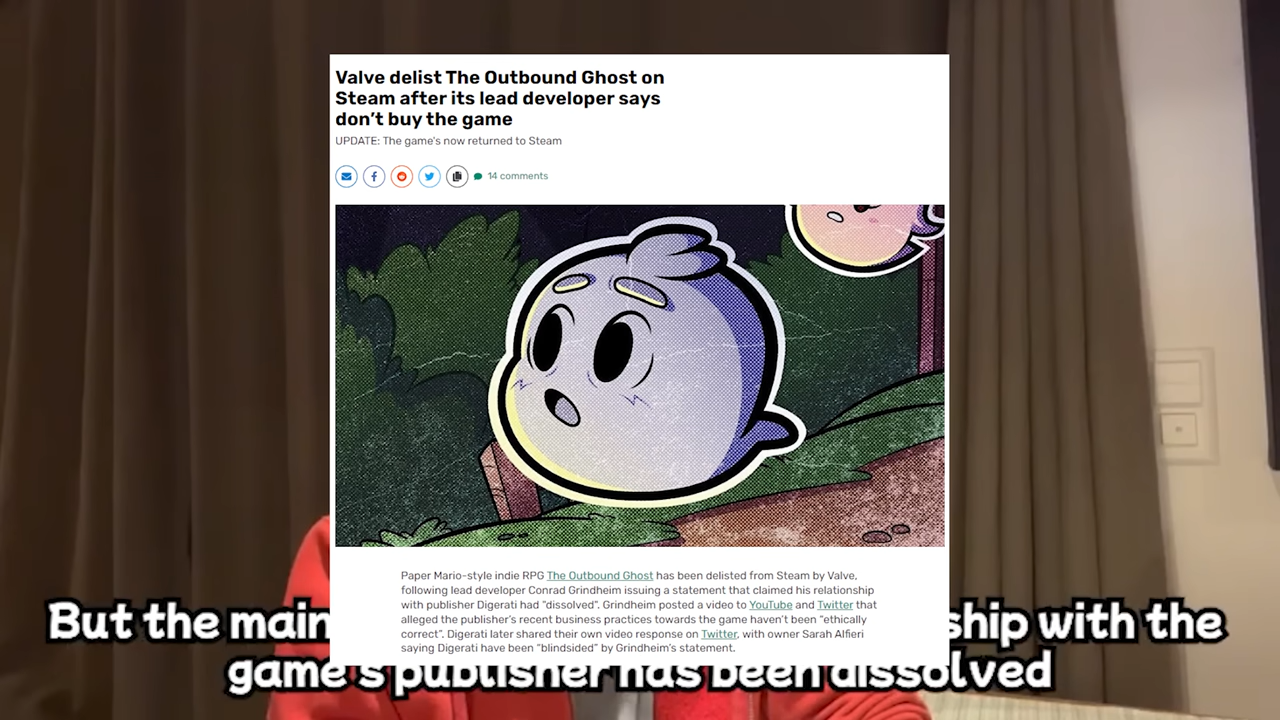 Valve delist The Outbound Ghost on
Steam after its lead developer says
don't buy the game
UPDATE: The game's now returned to Steam
14 comments
Paper Mario-style indie RPG The Outbound Ghost has been delisted from Steam by Valve,
following lead developer Conrad Grindheim issuing a statement that claimed his relationship
with publisher Digerati had "dissolved". Grindheim posted a video to YouTube and Twitter that
alleged the publisher's recent business practices towards the game haven't been "ethically
correct". Digerati later shared their own video response on Twitter, with owner Sarah Alfieri
saying Digerati have been "blindsided" by Grindheim's statement.
But the main ship with the
game's publisher has been dissolved